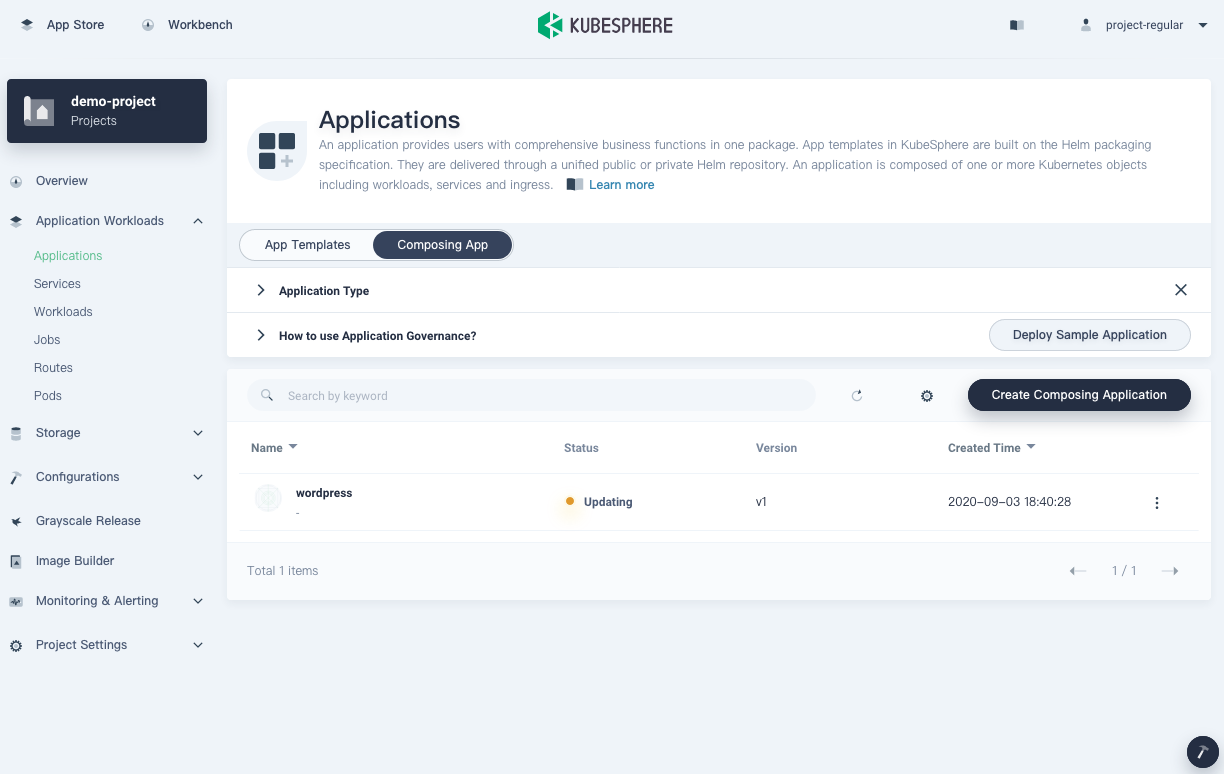 App Store
Workbench
KUBESPHERE
project-regular
demo-project
Projects
Overview
Application Workloads
Applications
Services
Workloads
Jobs
Routes
Pods
Storage
Configurations
Grayscale Release
Image Builder
Monitoring & Alerting
Project Settings
Applications
An application provides users with comprehensive business functions in one package. App templates in KubeSphere are built on the Helm packaging
specification. They are delivered through a unified public or private Helm repository. An application is composed of one or more Kubernetes objects
including workloads, services and ingress. Learn more
App Templates
Composing App
Application Type
How to use Application Governance?
Deploy Sample Application
Search by keyword
Create Composing Application
Name
Status
Version
Created Time
wordpress
-
Updating
v1
2020-09-03 18:40:28
Total 1 items
1 / 1